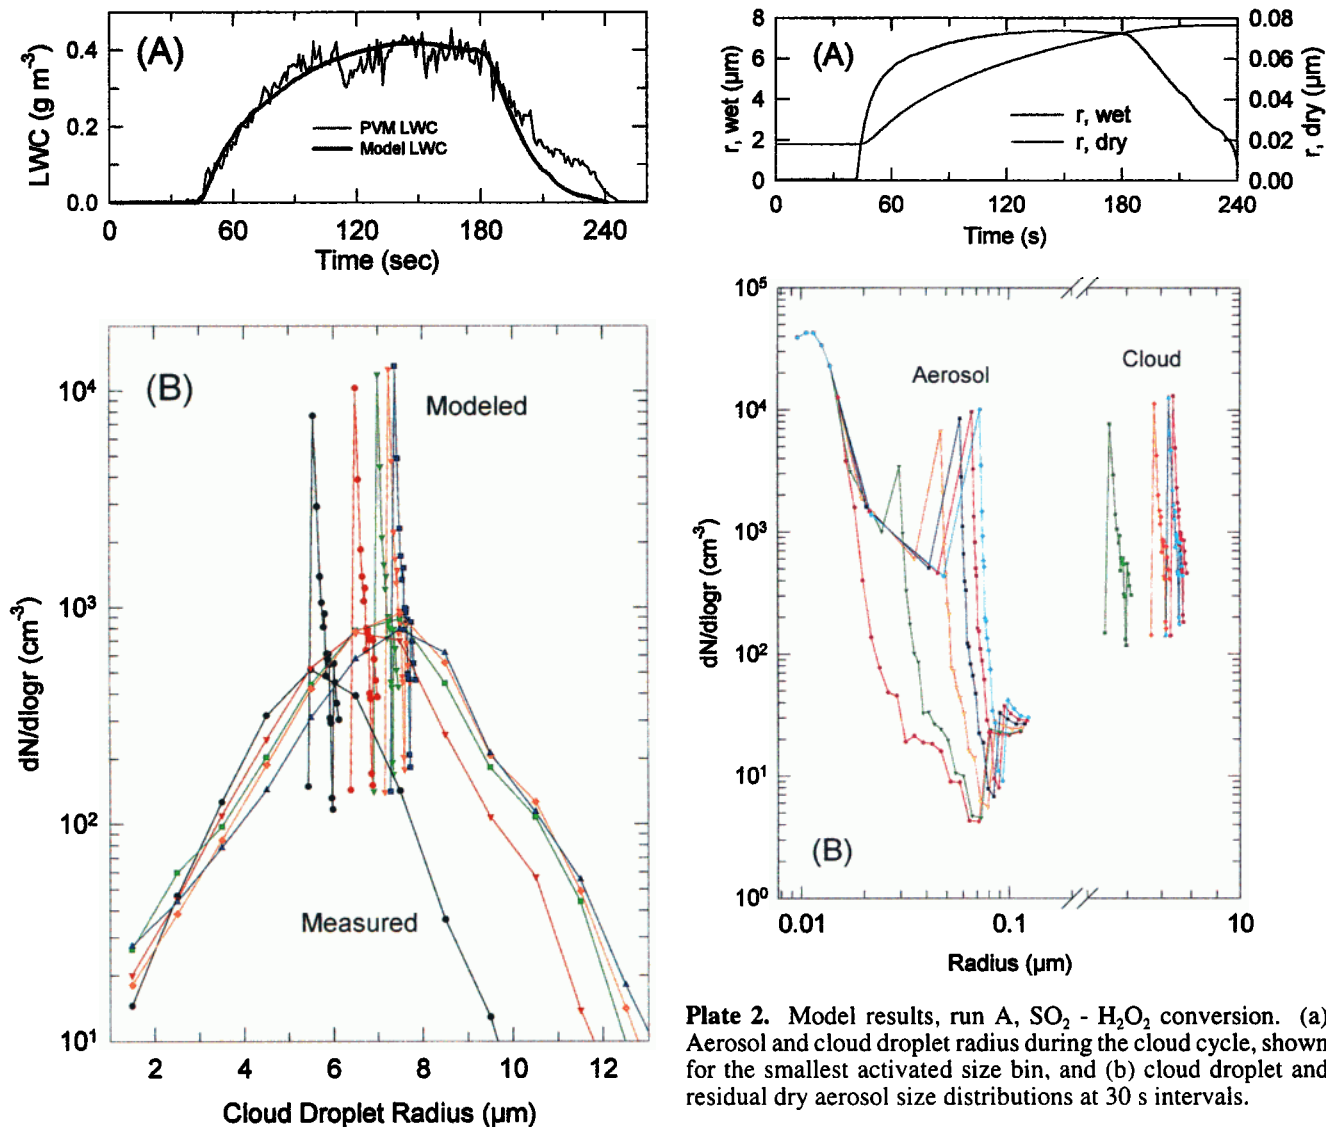 (A)
LWC (g m⁻³)
0.4
0.2
0.0
PVM LWC
Model LWC
0 60 120 180 240
Time (sec)
(B)
Modeled
Measured
dN/dlogr (cm⁻³)
10⁴
10³
10²
10¹
2 4 6 8 10 12
Cloud Droplet Radius (µm)
(A)
r, wet (µm)
8
6
4
2
0
r, wet
r, dry
0.08
0.06
0.04
0.02
0.00
r, dry (µm)
0 60 120 180 240
Time (s)
10⁵
10⁴
10³
10²
10¹
10⁰
dN/dlogr (cm⁻³)
Aerosol
Cloud
(B)
0.01 0.1 10
Radius (µm)
Plate 2. Model results, run A, SO₂ - H₂O₂ conversion. (a)
Aerosol and cloud droplet radius during the cloud cycle, shown
for the smallest activated size bin, and (b) cloud droplet and
residual dry aerosol size distributions at 30 s intervals.